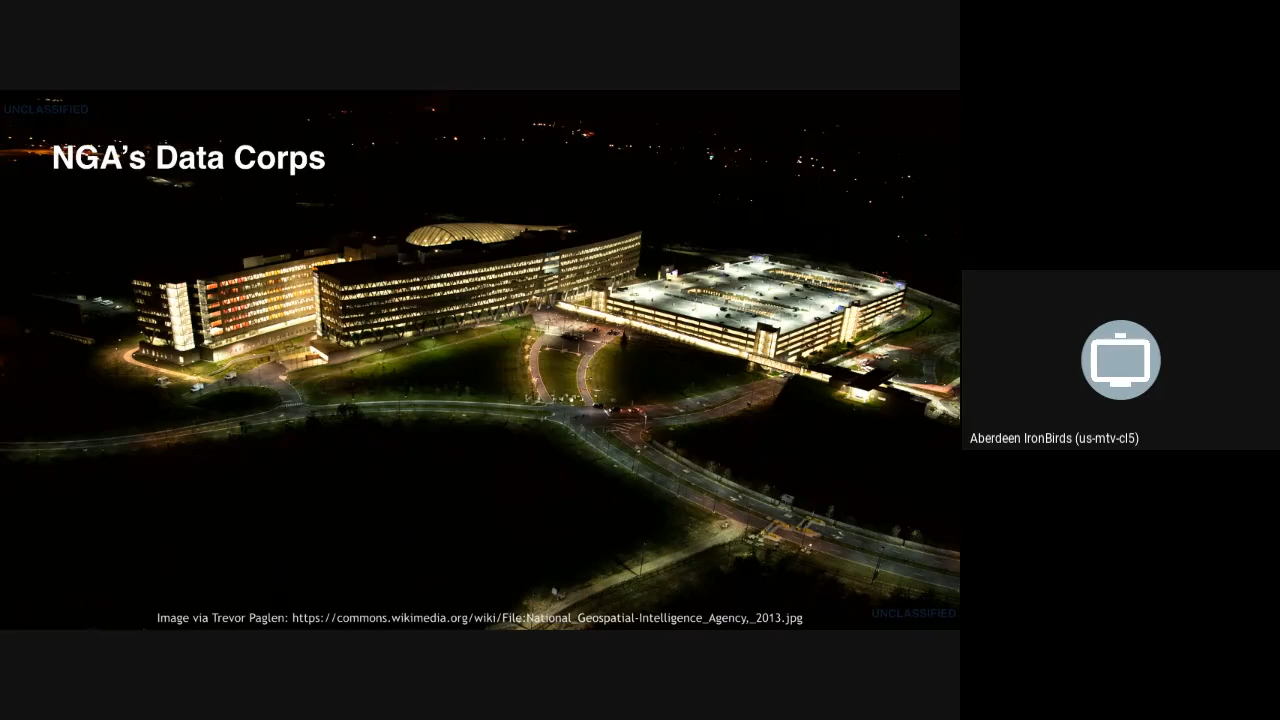 UNCLASSIFIED
NGA’s Data Corps
Aberdeen IronBirds (us-mtv-cl5)
UNCLASSIFIED
Image via Trevor Paglen: https://commons.wikimedia.org/wiki/File:National_Geospatial-Intelligence_Agency,_2013.jpg